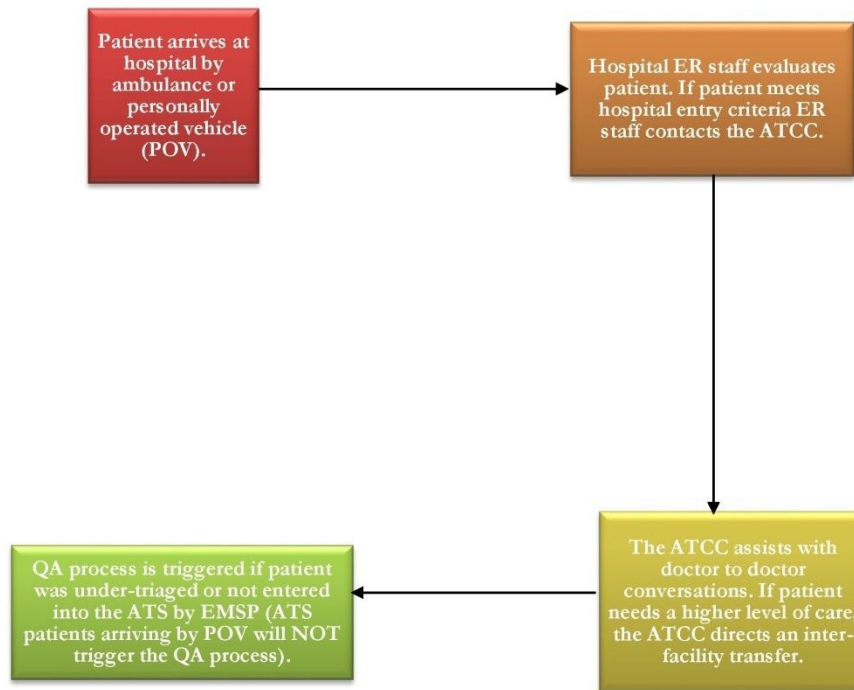 Patient arrives at
hospital by
ambulance or
personally
operated vehicle
(POV).
Hospital ER staff evaluates
patient. If patient meets
hospital entry criteria ER
staff contacts the ATCC.
The ATCC assists with
doctor to doctor
conversations. If patient
needs a higher level of care,
the ATCC directs an inter-
facility transfer.
QA process is triggered if patient
was under-triaged or not entered
into the ATS by EMSP (ATS
patients arriving by POV will NOT
trigger the QA process).